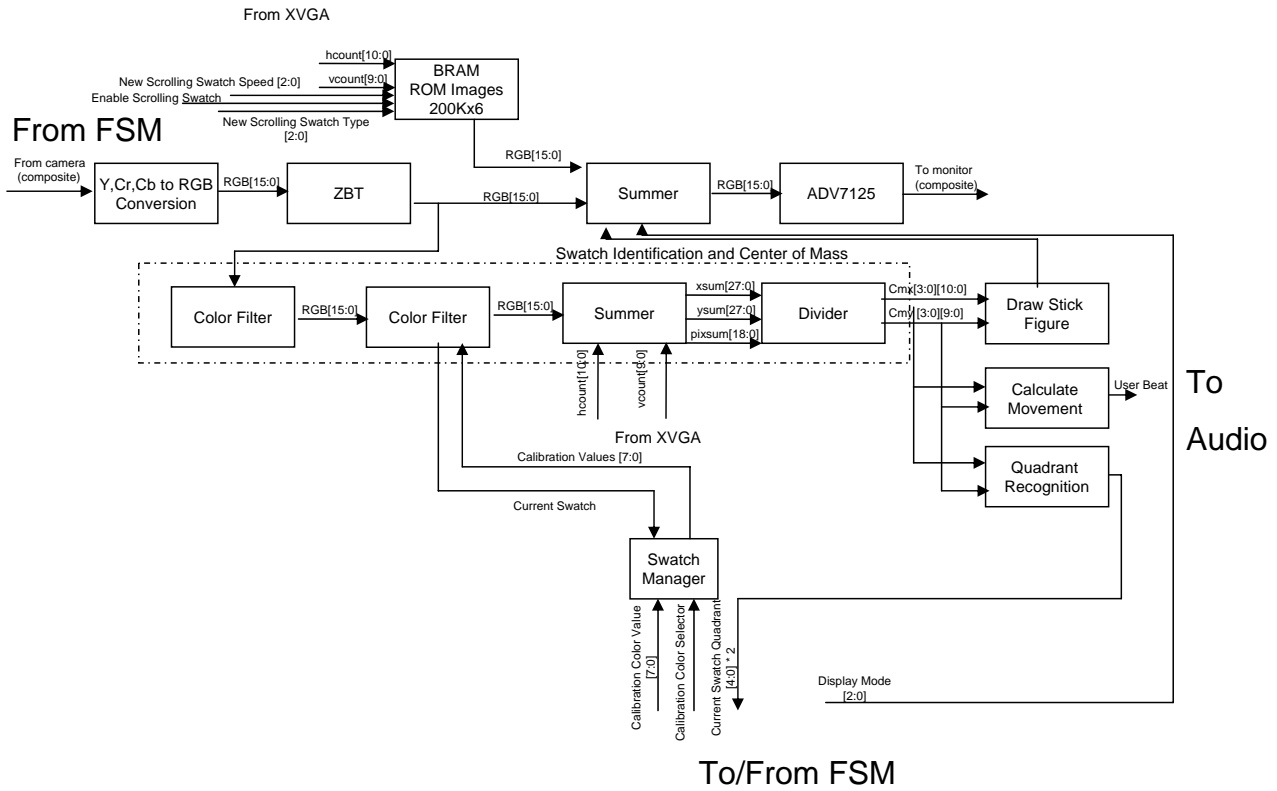 From XVGA
hcount[10:0]
vcount[9:0]
New Scrolling Swatch Speed [2:0]
Enable Scrolling Swatch
New Scrolling Swatch Type
[2:0]
BRAM
ROM Images
200Kx6
From FSM
From camera
(composite)
Y,Cr,Cb to RGB
Conversion
RGB[15:0]
ZBT
RGB[15:0]
RGB[15:0]
Summer
RGB[15:0]
ADV7125
To monitor
(composite)
Swatch Identification and Center of Mass
Color Filter
RGB[15:0]
Color Filter
RGB[15:0]
Summer
xsum[27:0]
ysum[27:0]
pixsum[18:0]
Divider
Cmx[3:0][10:0]
Cmy [3:0][9:0]
Draw Stick
Figure
hcount[10:0]
vcount[9:0]
From XVGA
Calculate
Movement
User Beat
To
Audio
Quadrant
Recognition
Calibration Values [7:0]
Current Swatch
Swatch
Manager
Calibration Color Value
[7:0]
Calibration Color Selector
Current Swatch Quadrant
[4:0] * 2
Display Mode
[2:0]
To/From FSM